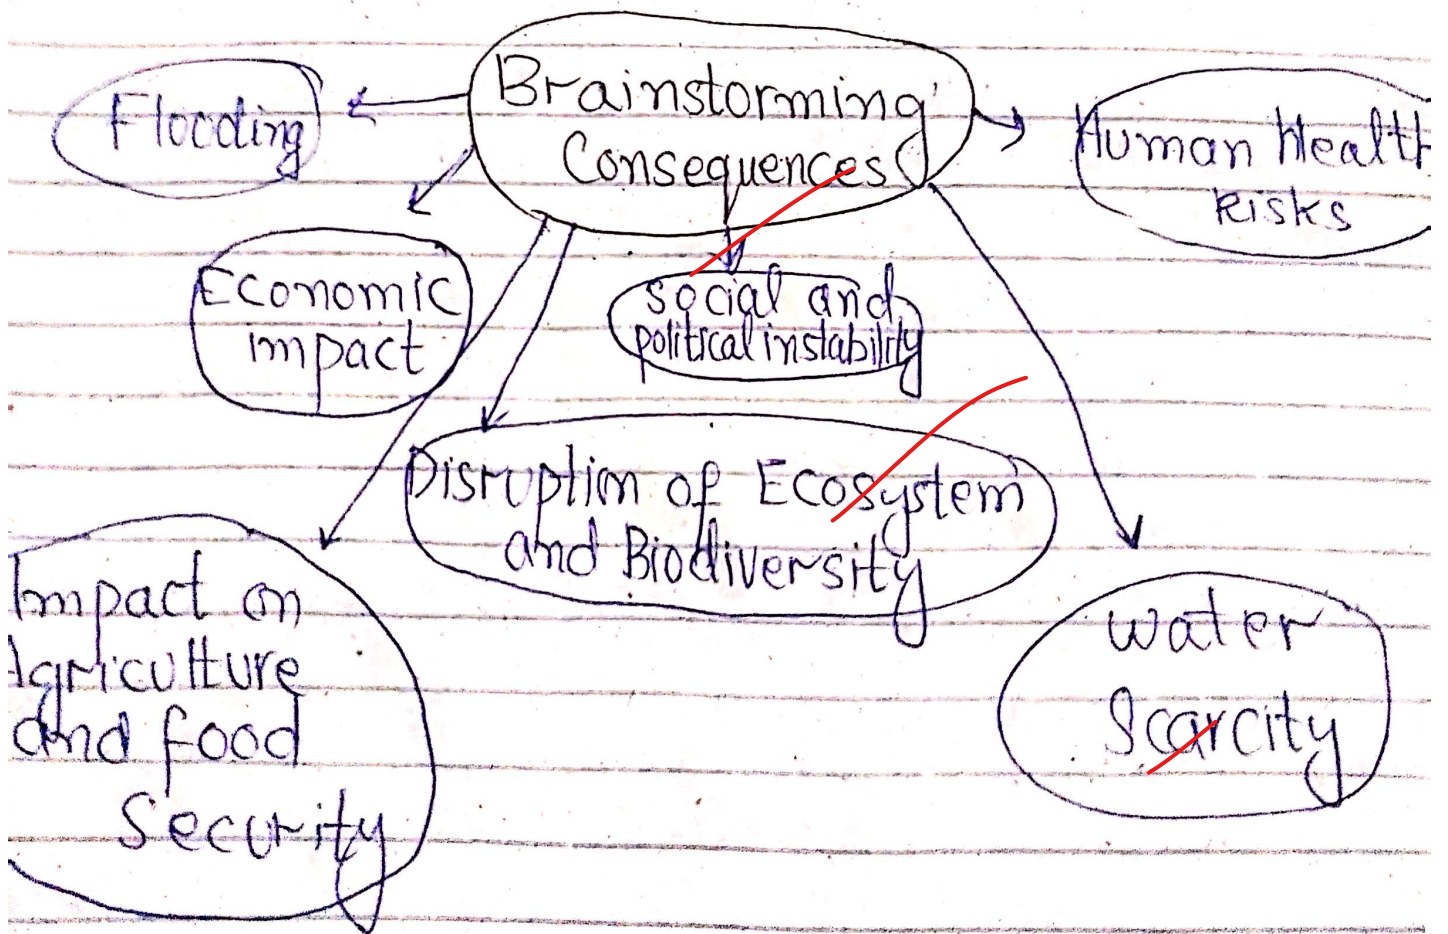 Brainstorming
Consequences
Flooding
Human Health
Risks
Economic
impact
social and
political instability
Disruption of Ecosystem
and Biodiversity
Impact on
Agriculture
and food
Security
water
Scarcity